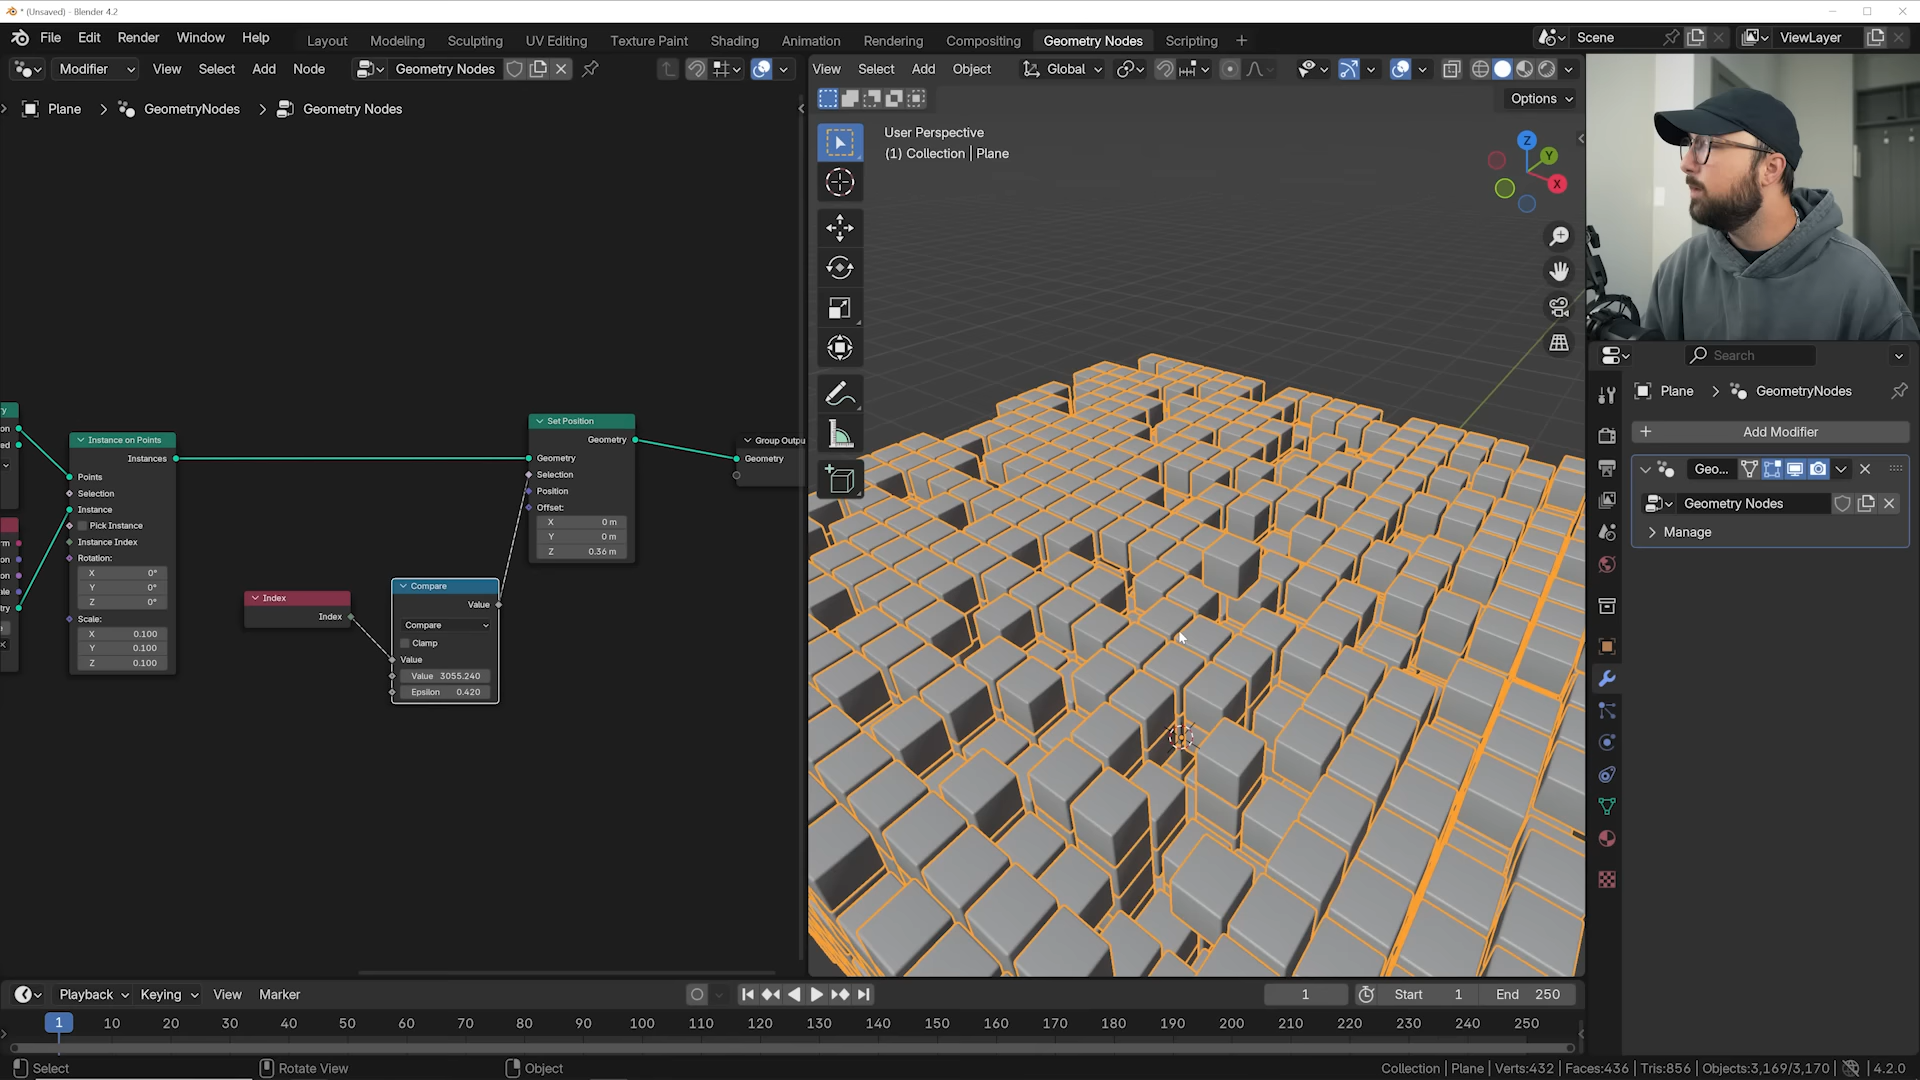 * (Unsaved) - Blender 4.2
File Edit Render Window Help
Layout Modeling Sculpting UV Editing Texture Paint Shading Animation Rendering Compositing Geometry Nodes Scripting +
Scene
ViewLayer
Modifier View Select Add Node Geometry Nodes
View Select Add Object Global
Options
Plane > GeometryNodes > Geometry Nodes
User Perspective
(1) Collection | Plane
Z
Y
X
Instance on Points
Instances
Points
Selection
Instance
Pick Instance
Instance Index
Rotation:
X 0°
Y 0°
Z 0°
Scale:
X 0.100
Y 0.100
Z 0.100
Index
Index
Compare
Value
Compare
Clamp
Value
Value 3055.240
Epsilon 0.420
Set Position
Geometry
Geometry
Selection
Position
Offset:
X 0 m
Y 0 m
Z 0.36 m
Group Outpu
Geometry
Search
Plane > GeometryNodes
+ Add Modifier
Geo...
Geometry Nodes
Manage
Playback Keying View Marker
1
Start 1
End 250
1 10 20 30 40 50 60 70 80 90 100 110 120 130 140 150 160 170 180 190 200 210 220 230 240 250
Select
Rotate View
Object
Collection | Plane | Verts:432 | Faces:436 | Tris:856 | Objects:3,169/3,170 | 4.2.0